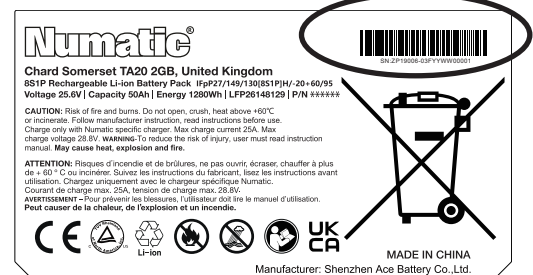 Numatic®
SN:ZP19006-03FYYWW00001
Chard Somerset TA20 2GB, United Kingdom
8S1P Rechargeable Li-ion Battery Pack IFpP27/149/130[8S1P]H/-20+60/95
Voltage 25.6V | Capacity 50Ah | Energy 1280Wh | LFP26148129 | P/N ******
CAUTION: Risk of fire and burns. Do not open, crush, heat above +60℃
or incinerate. Follow manufacturer instruction, read instructions before use.
Charge only with Numatic specific charger. Max charge current 25A. Max
charge voltage 28.8V. WARNING-To reduce the risk of injury, user must read instruction
manual. May cause heat, explosion and fire.
ATTENTION: Risques d'incendie et de brûlures, ne pas ouvrir, écraser, chauffer à plus
de + 60 ° C ou incinérer. Suivez les instructions du fabricant, lisez les instructions avant
utilisation. Chargez uniquement avec le chargeur spécifique Numatic.
Courant de charge max. 25A, tension de charge max. 28.8V.
AVERTISSEMENT – Pour prévenir les blessures, l'utilisateur doit lire le manuel d'utilisation.
Peut causer de la chaleur, de l'explosion et un incendie.
CE
C US
Li-ion
UK
CA
MADE IN CHINA
Manufacturer: Shenzhen Ace Battery Co.,Ltd.